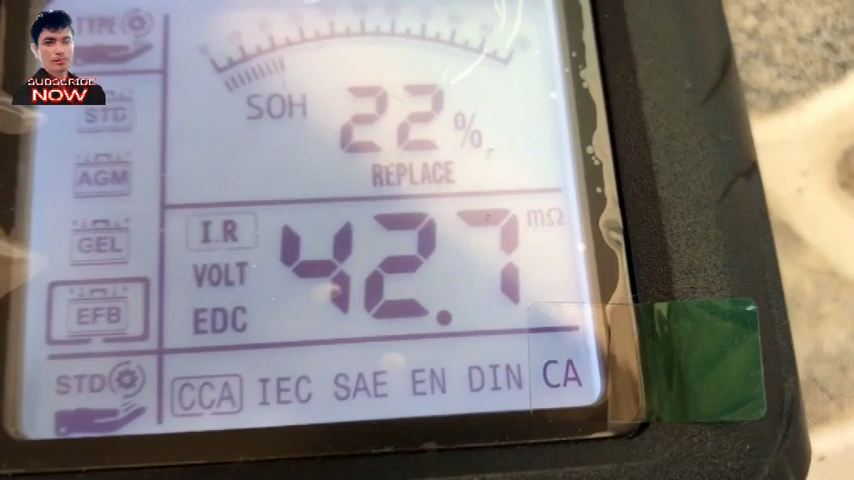 TYPE
SUBSCRIBE
NOW
STD
AGM
GEL
EFB
STD
SOH 22 %
REPLACE
I.R
VOLT
EDC
42.7 mΩ
CCA IEC SAE EN DIN CA